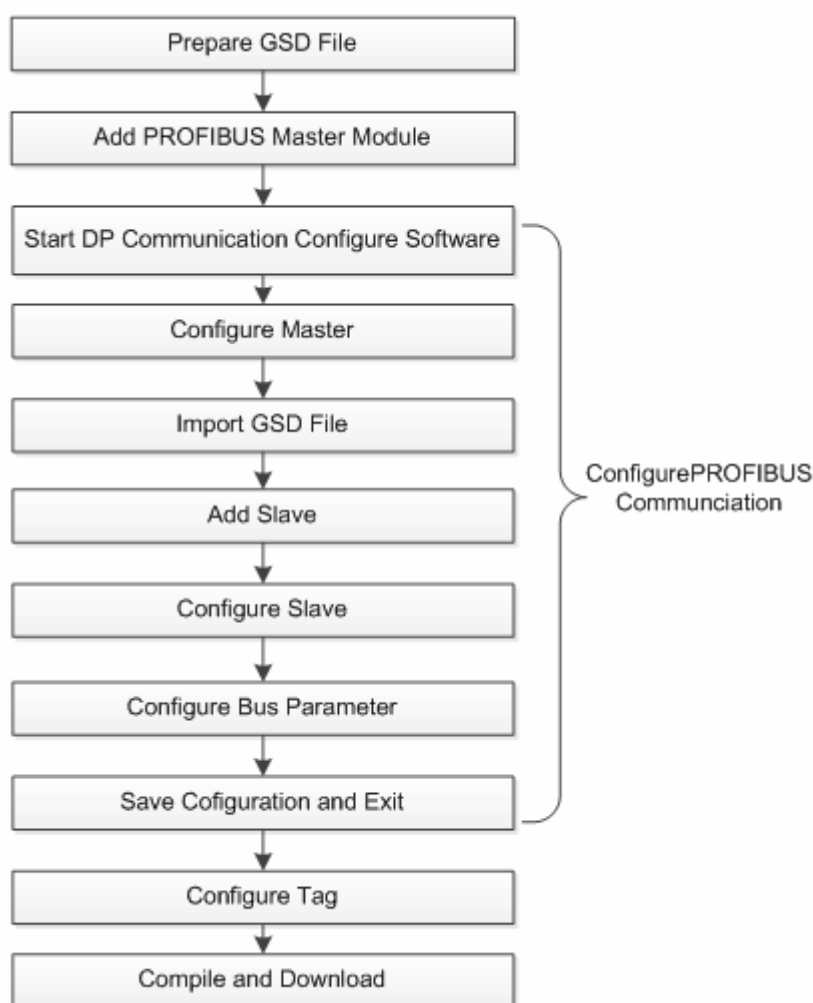 Prepare GSD File
Add PROFIBUS Master Module
Start DP Communication Configure Software
Configure Master
Import GSD File
Add Slave
Configure Slave
Configure Bus Parameter
Save Cofiguration and Exit
Configure Tag
Compile and Download
ConfigurePROFIBUS
Communciation